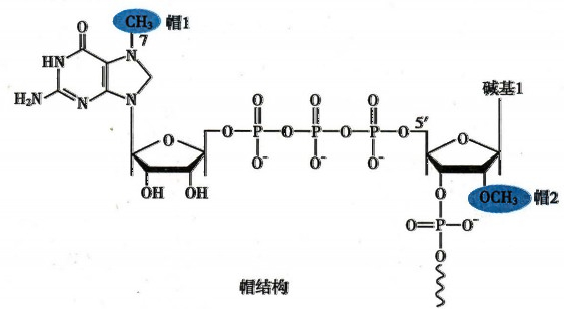 CH₃ 帽1
O
7
N
HN
H₂N N N
O O O 碱基1
O O P O P O P O 5′ O
O⁻ O⁻ O⁻
OH OH O OCH₃ 帽2
O=P-O⁻
O
帽结构